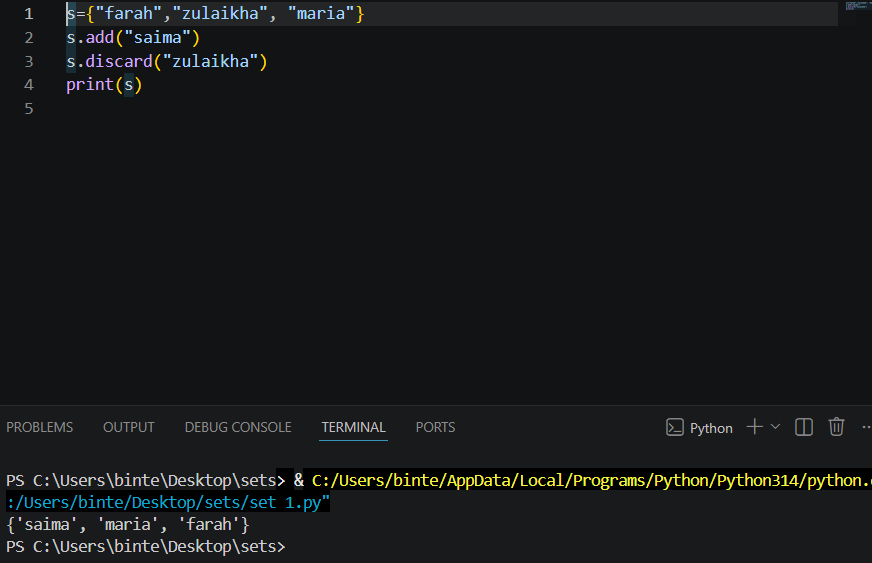 1 s={"farah","zulaikha", "maria"}
2 s.add("saima")
3 s.discard("zulaikha")
4 print(s)
5
PROBLEMS OUTPUT DEBUG CONSOLE TERMINAL PORTS Python
PS C:\Users\binte\Desktop\sets> & C:/Users/binte/AppData/Local/Programs/Python/Python314/python.
:/Users/binte/Desktop/sets/set 1.py"
{'saima', 'maria', 'farah'}
PS C:\Users\binte\Desktop\sets>